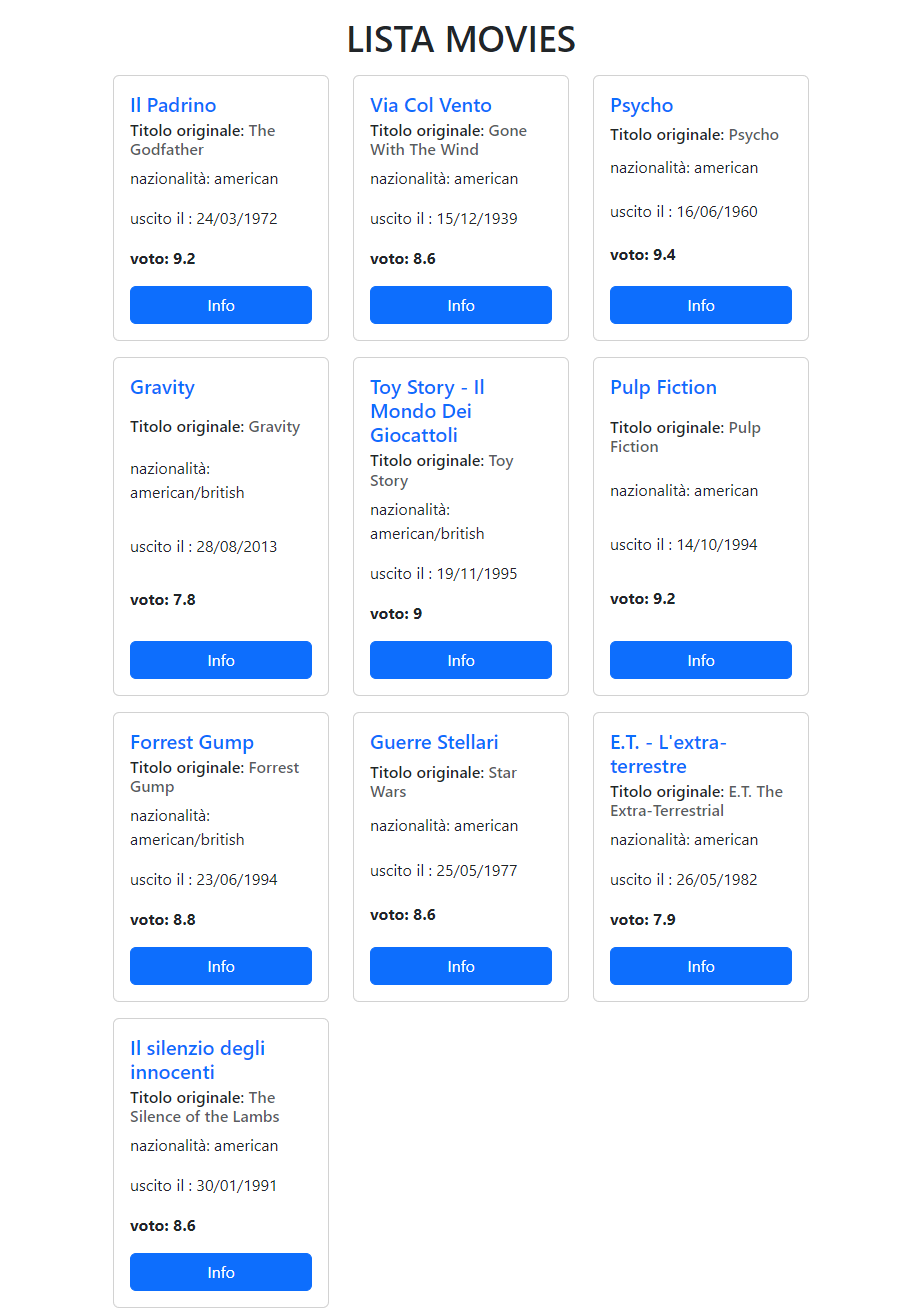 LISTA MOVIES
Il Padrino
Titolo originale: The
Godfather
nazionalità: american
uscito il : 24/03/1972
voto: 9.2
Info
Via Col Vento
Titolo originale: Gone
With The Wind
nazionalità: american
uscito il : 15/12/1939
voto: 8.6
Info
Psycho
Titolo originale: Psycho
nazionalità: american
uscito il : 16/06/1960
voto: 9.4
Info
Gravity
Titolo originale: Gravity
nazionalità:
american/british
uscito il : 28/08/2013
voto: 7.8
Info
Toy Story - Il
Mondo Dei
Giocattoli
Titolo originale: Toy
Story
nazionalità:
american/british
uscito il : 19/11/1995
voto: 9
Info
Pulp Fiction
Titolo originale: Pulp
Fiction
nazionalità: american
uscito il : 14/10/1994
voto: 9.2
Info
Forrest Gump
Titolo originale: Forrest
Gump
nazionalità:
american/british
uscito il : 23/06/1994
voto: 8.8
Info
Guerre Stellari
Titolo originale: Star
Wars
nazionalità: american
uscito il : 25/05/1977
voto: 8.6
Info
E.T. - L'extra-
terrestre
Titolo originale: E.T. The
Extra-Terrestrial
nazionalità: american
uscito il : 26/05/1982
voto: 7.9
Info
Il silenzio degli
innocenti
Titolo originale: The
Silence of the Lambs
nazionalità: american
uscito il : 30/01/1991
voto: 8.6
Info